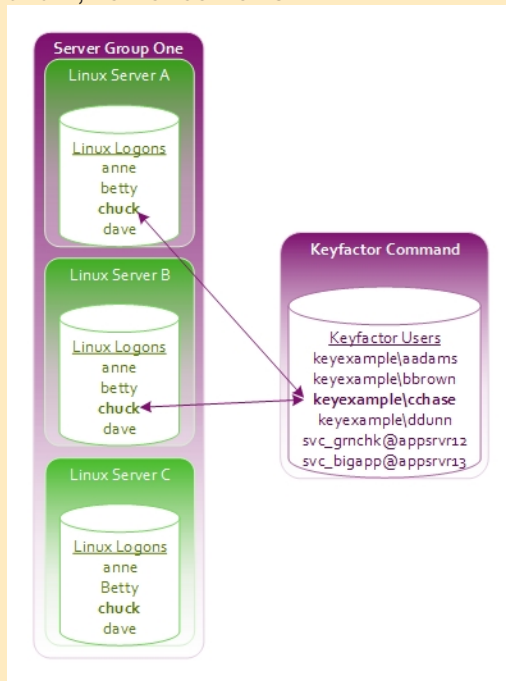 Server Group One
Linux Server A
Linux Logons
anne
betty
chuck
dave
Linux Server B
Linux Logons
anne
betty
chuck
dave
Linux Server C
Linux Logons
anne
Betty
chuck
dave
Keyfactor Command
Keyfactor Users
keyexample\aadams
keyexample\bbrown
keyexample\cchase
keyexample\ddunn
svc_grnchk@appsrvr12
svc_bigapp@appsrvr13